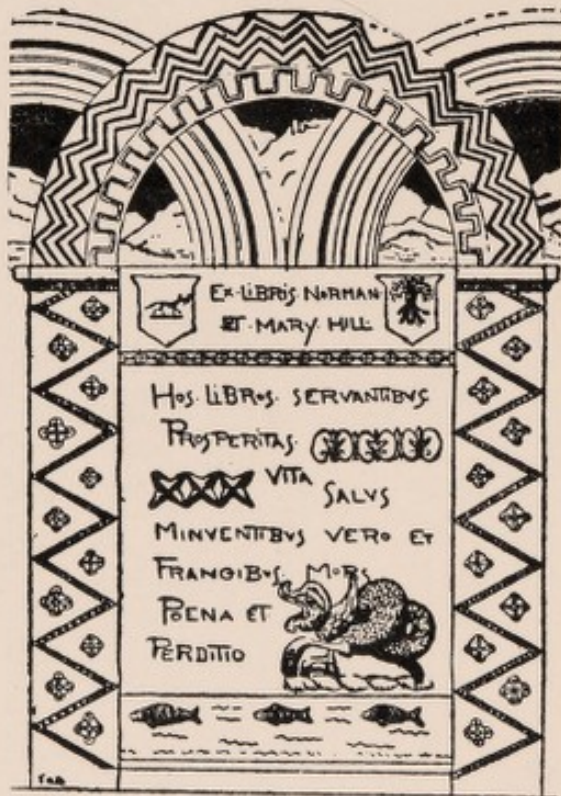 EX·LIBRIS·NORMAN·
ET·MARY·HILL
HOS·LIBROS·SERVANTIBVS
PROSPERITAS
VITA
SALVS
MINVENTIBVS VERO ET
FRANGIBVS MORS
POENA ET
PERDITIO